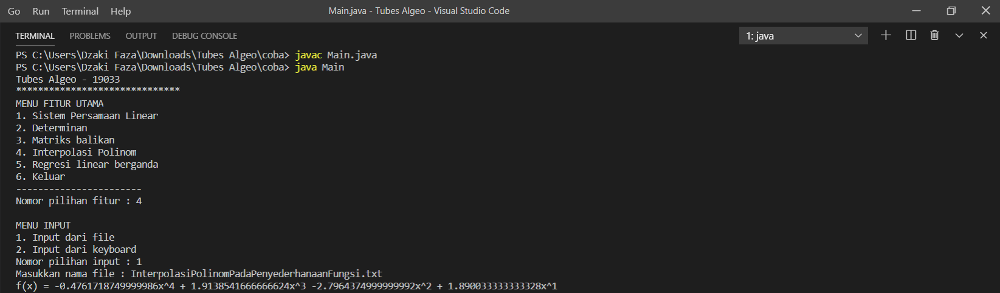 Go Run Terminal Help Main.java - Tubes Algeo - Visual Studio Code
TERMINAL PROBLEMS OUTPUT DEBUG CONSOLE 1: java
PS C:\Users\Dzaki Faza\Downloads\Tubes Algeo\coba> javac Main.java
PS C:\Users\Dzaki Faza\Downloads\Tubes Algeo\coba> java Main
Tubes Algeo - 19033
******************************
MENU FITUR UTAMA
1. Sistem Persamaan Linear
2. Determinan
3. Matriks balikan
4. Interpolasi Polinom
5. Regresi linear berganda
6. Keluar
-----------------------
Nomor pilihan fitur : 4
MENU INPUT
1. Input dari file
2. Input dari keyboard
Nomor pilihan input : 1
Masukkan nama file : InterpolasiPolinomPadaPenyederhanaanFungsi.txt
f(x) = -0.4761718749999986x^4 + 1.9138541666666624x^3 -2.7964374999999992x^2 + 1.890033333333328x^1